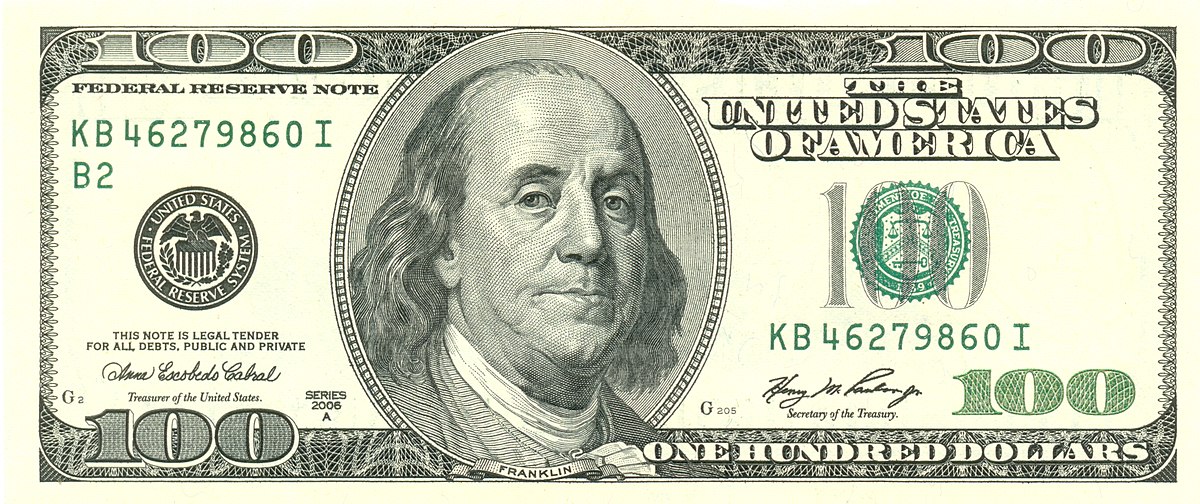 100
100
FEDERAL RESERVE NOTE
THE
UNITED STATES
OF AMERICA
KB 46279860 I
B2
UNITED STATES
FEDERAL RESERVE SYSTEM
100
KB 46279860 I
THIS NOTE IS LEGAL TENDER
FOR ALL DEBTS, PUBLIC AND PRIVATE
Anna Escobedo Cabral
Treasurer of the United States.
SERIES
2006
A
G 2
Henry M. Paulson Jr.
Secretary of the Treasury.
G 205
100
100
FRANKLIN
ONE HUNDRED DOLLARS